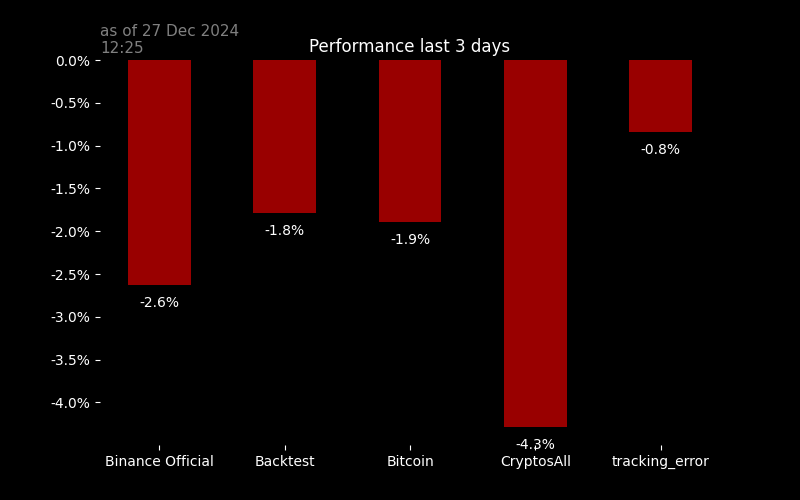 as of 27 Dec 2024
12:25
Performance last 3 days
0.0%
-0.5%
-1.0%
-1.5%
-2.0%
-2.5%
-3.0%
-3.5%
-4.0%
-2.6%
-1.8%
-1.9%
-4.3%
-0.8%
Binance Official
Backtest
Bitcoin
CryptosAll
tracking_error